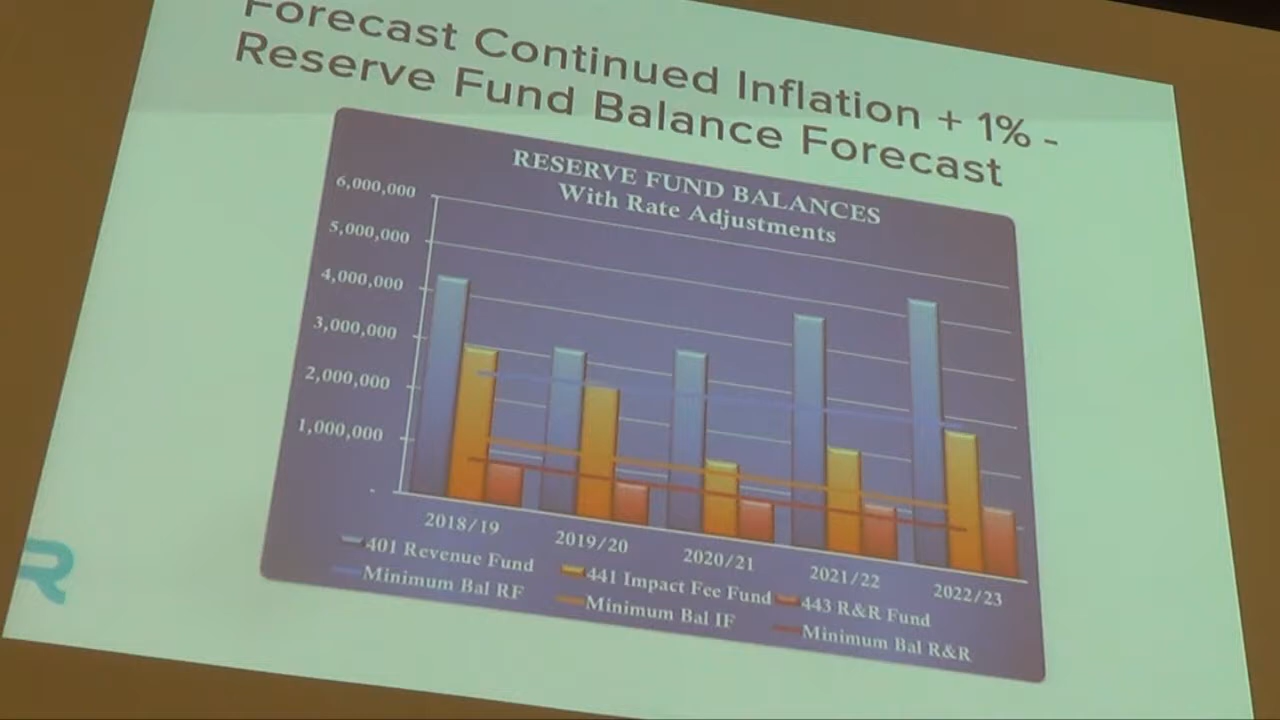 Forecast Continued Inflation + 1% -
Reserve Fund Balance Forecast
RESERVE FUND BALANCES
With Rate Adjustments
6,000,000
5,000,000
4,000,000
3,000,000
2,000,000
1,000,000
-
2018/19
2019/20
2020/21
2021/22
2022/23
401 Revenue Fund
441 Impact Fee Fund
443 R&R Fund
Minimum Bal RF
Minimum Bal IF
Minimum Bal R&R
R